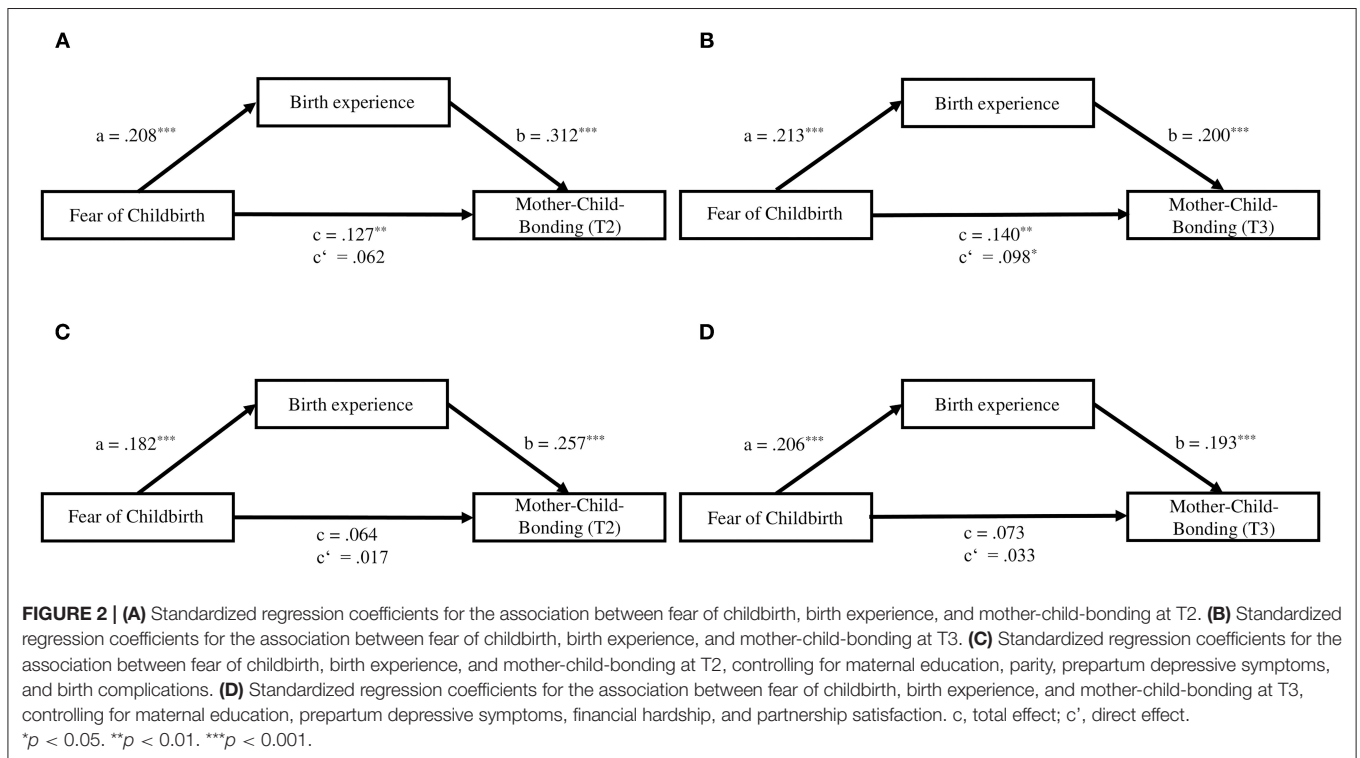 A
Birth experience
a = .208***
b = .312***
Fear of Childbirth
Mother-Child-
Bonding (T2)
c = .127**
c‘ = .062
B
Birth experience
a = .213***
b = .200***
Fear of Childbirth
Mother-Child-
Bonding (T3)
c = .140**
c‘ = .098*
C
Birth experience
a = .182***
b = .257***
Fear of Childbirth
Mother-Child-
Bonding (T2)
c = .064
c‘ = .017
D
Birth experience
a = .206***
b = .193***
Fear of Childbirth
Mother-Child-
Bonding (T3)
c = .073
c‘ = .033
FIGURE 2 | (A) Standardized regression coefficients for the association between fear of childbirth, birth experience, and mother-child-bonding at T2. (B) Standardized
regression coefficients for the association between fear of childbirth, birth experience, and mother-child-bonding at T3. (C) Standardized regression coefficients for the
association between fear of childbirth, birth experience, and mother-child-bonding at T2, controlling for maternal education, parity, prepartum depressive symptoms,
and birth complications. (D) Standardized regression coefficients for the association between fear of childbirth, birth experience, and mother-child-bonding at T3,
controlling for maternal education, prepartum depressive symptoms, financial hardship, and partnership satisfaction. c, total effect; c’, direct effect.
*p < 0.05. **p < 0.01. ***p < 0.001.